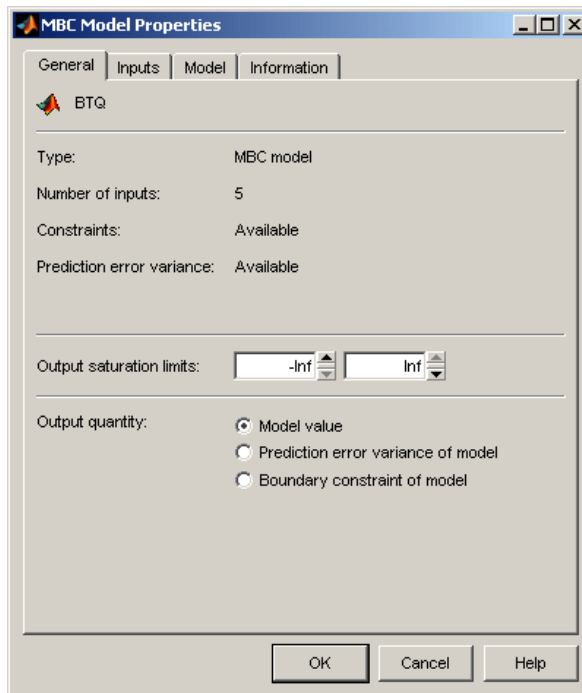 MBC Model Properties
General Inputs Model Information
BTQ
Type: MBC model
Number of inputs: 5
Constraints: Available
Prediction error variance: Available
Output saturation limits: -Inf Inf
Output quantity: Model value
Prediction error variance of model
Boundary constraint of model
OK Cancel Help